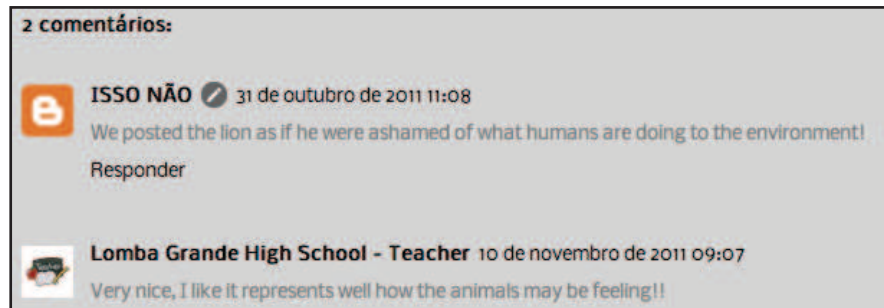 2 comentários:
ISSO NÃO 31 de outubro de 2011 11:08
We posted the lion as if he were ashamed of what humans are doing to the environment!
Responder
Lomba Grande High School - Teacher 10 de novembro de 2011 09:07
Very nice, I like it represents well how the animals may be feeling!!